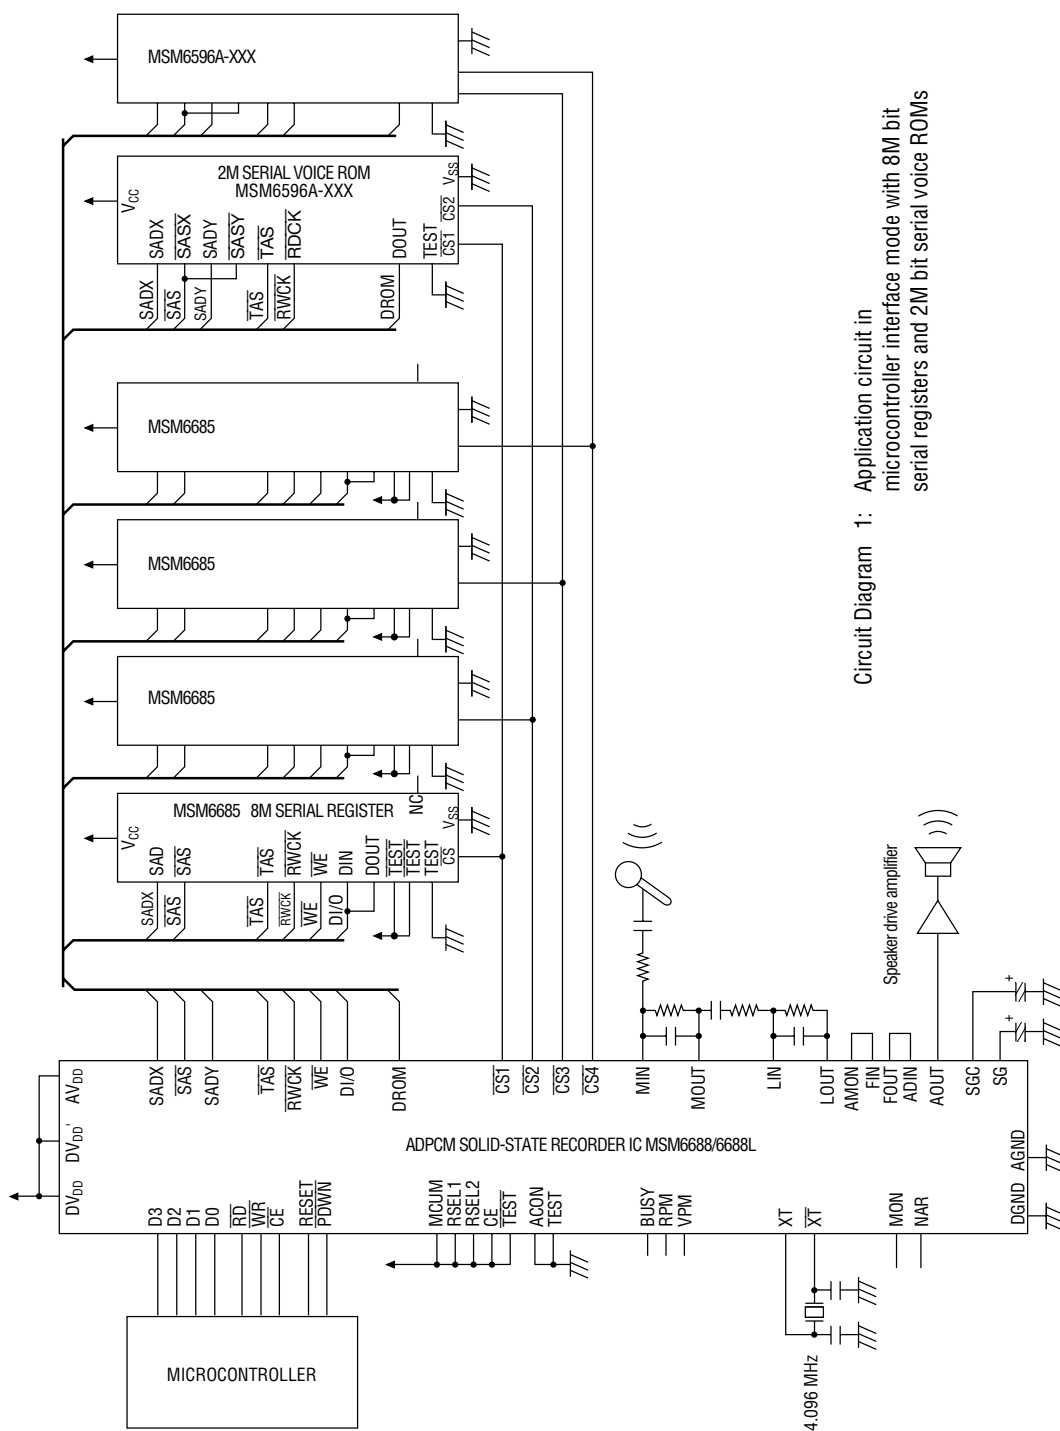 MSM6596A-XXX
2M SERIAL VOICE ROM
MSM6596A-XXX
VCC
SADX
SASX
SADY
SASY
TAS
RDCK
DOUT
TEST
CS1
CS2
VSS
SADX
SAS
SADY
TAS
RWCK
DROM
MSM6685
MSM6685
MSM6685
MSM6685 8M SERIAL REGISTER
NC
VCC
SAD
SAS
TAS
RWCK
WE
DIN
DOUT
TEST
TEST
TEST
CS
VSS
SADX
SAS
TAS
RWCK
WE
DI/O
Speaker drive amplifier
+
+
AVDD
DVDD'
DVDD
SADX
SAS
SADY
TAS
RWCK
WE
DI/O
DROM
CS1
CS2
CS3
CS4
MIN
MOUT
LIN
LOUT
AMON
FIN
FOUT
ADIN
AOUT
SGC
SG
ADPCM SOLID-STATE RECORDER IC MSM6688/6688L
D3
D2
D1
D0
RD
WR
CE
RESET
PDWN
MCUM
RSEL1
RSEL2
CE
TEST
ACON
TEST
BUSY
RPM
VPM
XT
XT
MON
NAR
DGND
AGND
MICROCONTROLLER
4.096 MHz
Circuit Diagram 1: Application circuit in
microcontroller interface mode with 8M bit
serial registers and 2M bit serial voice ROMs